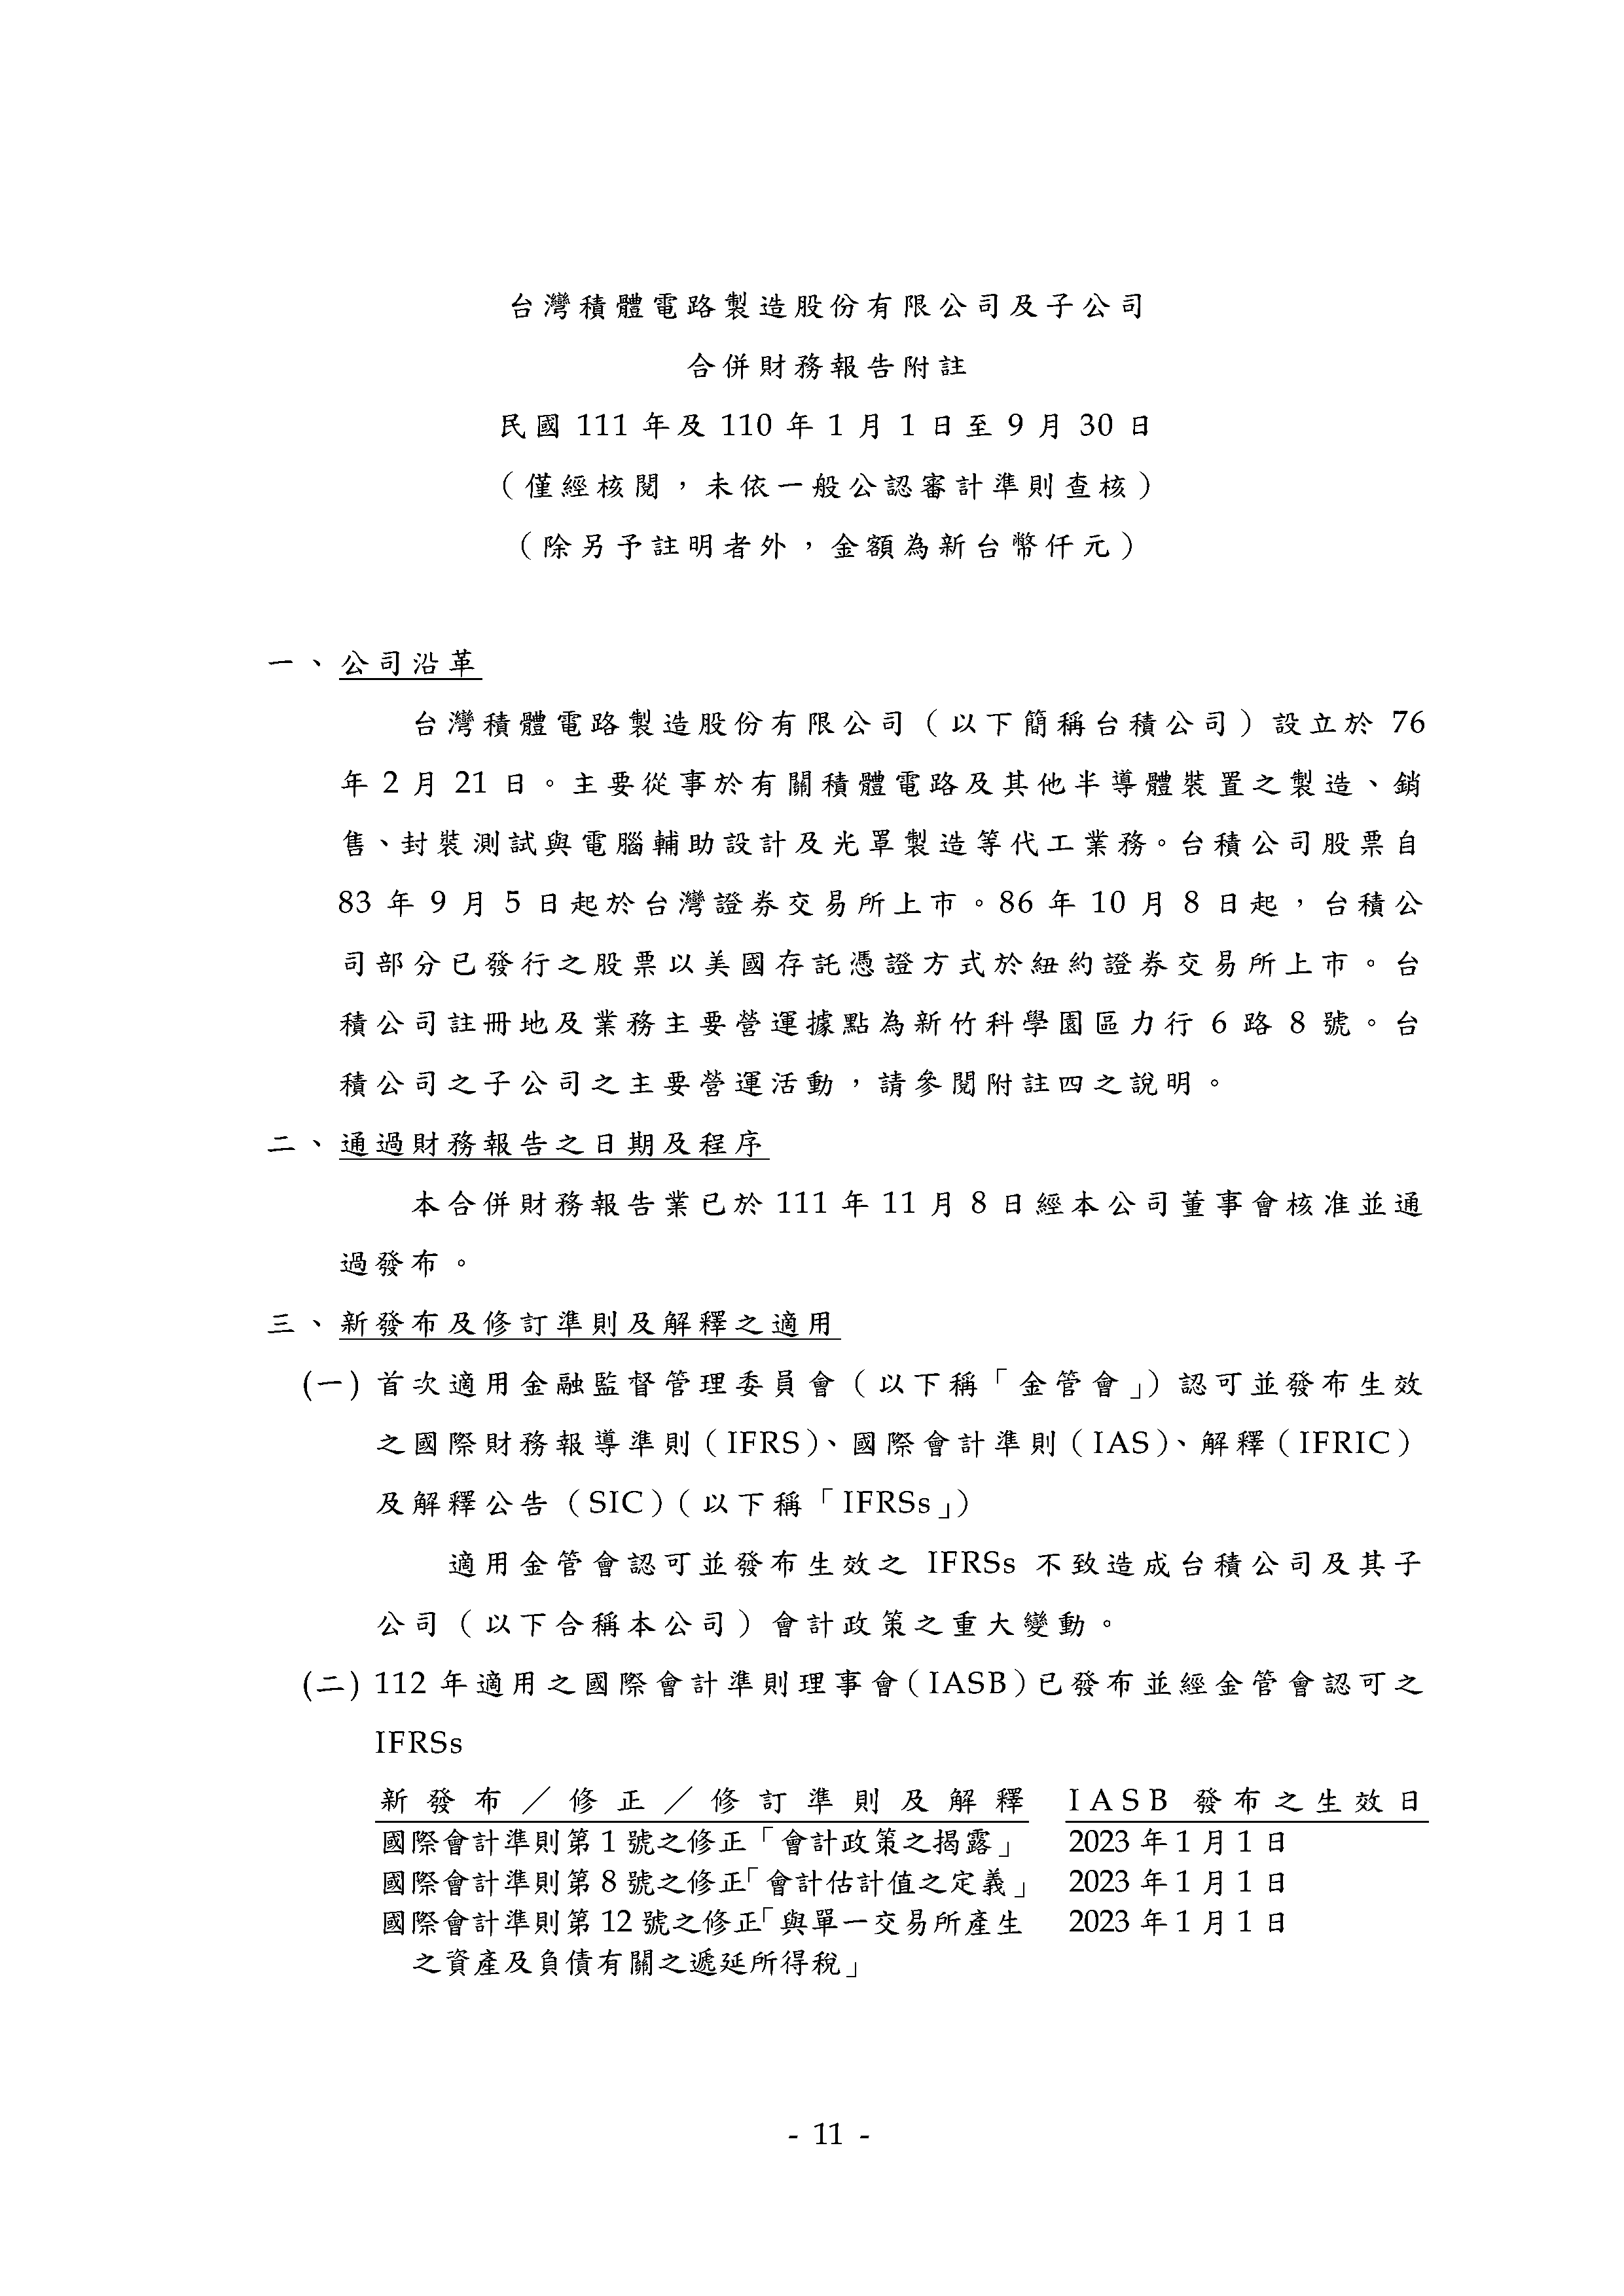 台灣積體電路製造股份有限公司及子公司
合併財務報告附註
民國 111 年及 110 年 1 月 1 日至 9 月 30 日
（僅經核閱，未依一般公認審計準則查核）
（除另予註明者外，金額為新台幣仟元）
一、公司沿革
台灣積體電路製造股份有限公司（以下簡稱台積公司）設立於 76
年 2 月 21 日。主要從事於有關積體電路及其他半導體裝置之製造、銷
售、封裝測試與電腦輔助設計及光罩製造等代工業務。台積公司股票自
83 年 9 月 5 日起於台灣證券交易所上市。86 年 10 月 8 日起，台積公
司部分已發行之股票以美國存託憑證方式於紐約證券交易所上市。台
積公司註冊地及業務主要營運據點為新竹科學園區力行 6 路 8 號。台
積公司之子公司之主要營運活動，請參閱附註四之說明。
二、通過財務報告之日期及程序
本合併財務報告業已於 111 年 11 月 8 日經本公司董事會核准並通
過發布。
三、新發布及修訂準則及解釋之適用
(一) 首次適用金融監督管理委員會（以下稱「金管會」）認可並發布生效
之國際財務報導準則（IFRS）、國際會計準則（IAS）、解釋（IFRIC）
及解釋公告（SIC）（以下稱「IFRSs」）
適用金管會認可並發布生效之 IFRSs 不致造成台積公司及其子
公司（以下合稱本公司）會計政策之重大變動。
(二) 112 年適用之國際會計準則理事會（IASB）已發布並經金管會認可之
IFRSs
新發布／修正／修訂準則及解釋 IASB 發布之生效日
國際會計準則第 1 號之修正「會計政策之揭露」 2023 年 1 月 1 日
國際會計準則第 8 號之修正「會計估計值之定義」 2023 年 1 月 1 日
國際會計準則第 12 號之修正「與單一交易所產生 2023 年 1 月 1 日
之資產及負債有關之遞延所得稅」
- 11 -